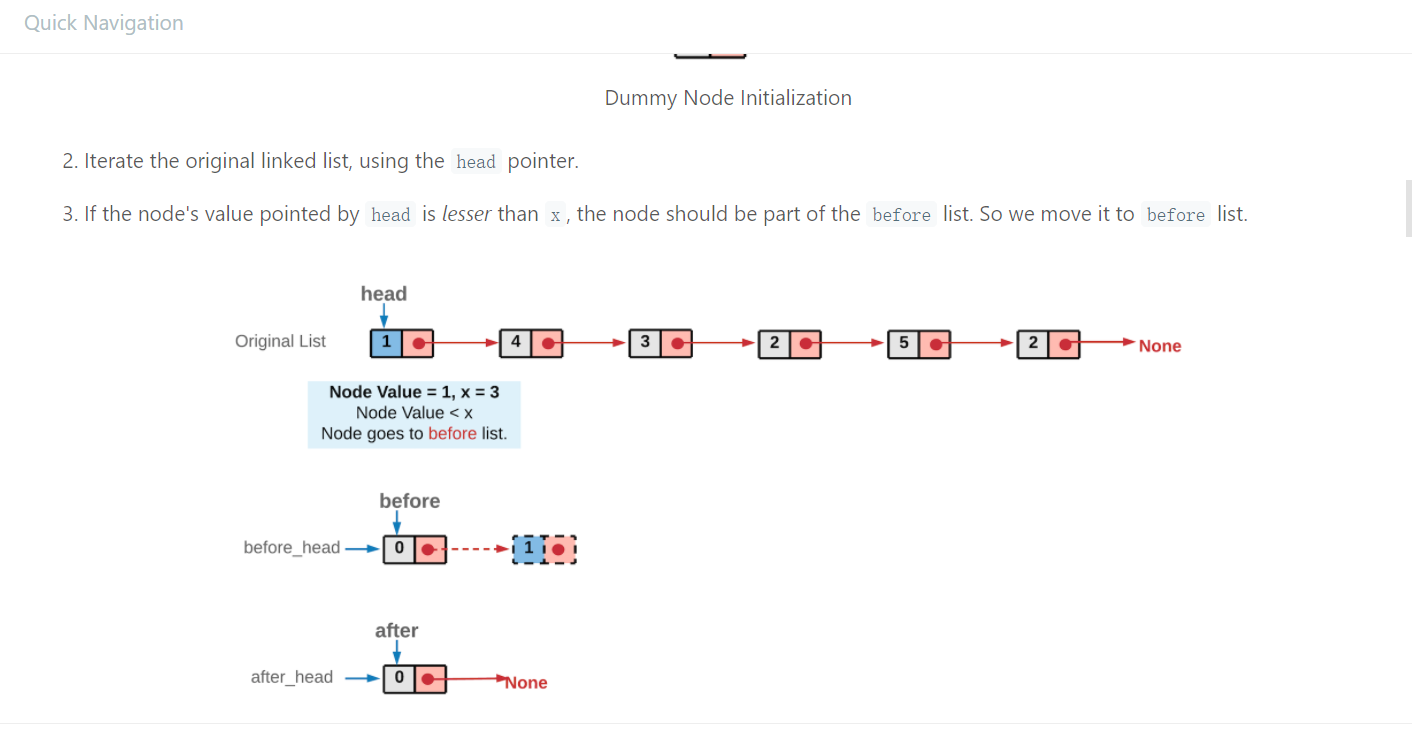 Quick Navigation
Dummy Node Initialization
2. Iterate the original linked list, using the head pointer.
3. If the node's value pointed by head is lesser than x, the node should be part of the before list. So we move it to before list.
head
Original List 1 4 3 2 5 2 None
Node Value = 1, x = 3
Node Value < x
Node goes to before list.
before
before_head 0 1
after
after_head 0 None